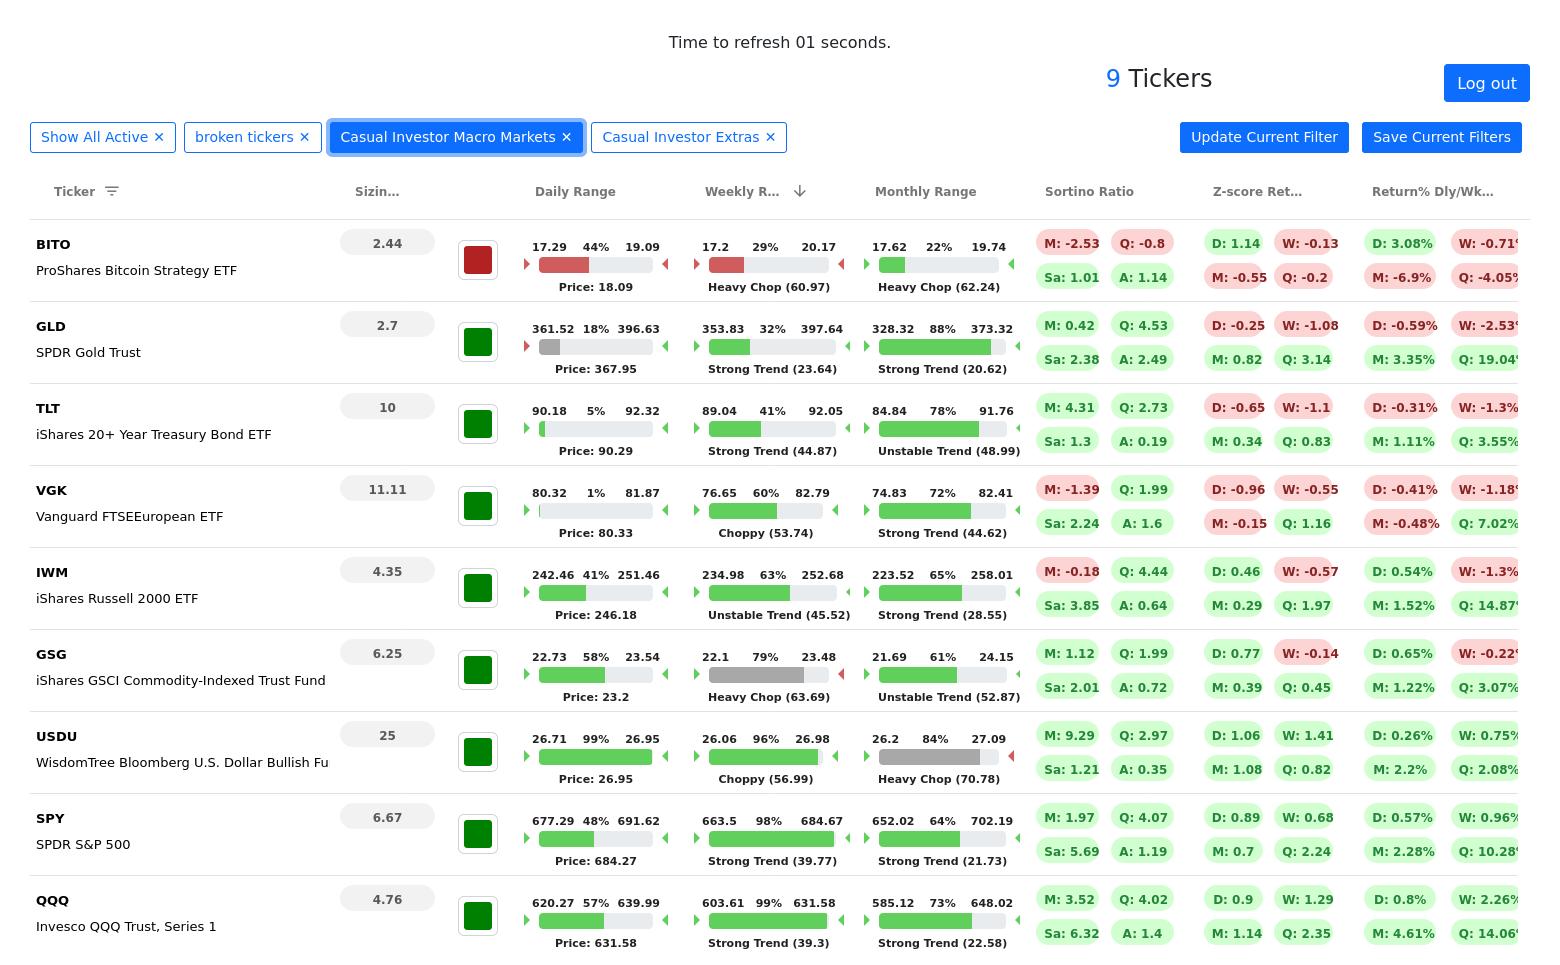 Time to refresh 01 seconds.
9 Tickers
Log out
Show All Active ✕ broken tickers ✕ Casual Investor Macro Markets ✕ Casual Investor Extras ✕ Update Current Filter Save Current Filters
Ticker Sizin... Daily Range Weekly R... Monthly Range Sortino Ratio Z-score Ret... Return% Dly/Wk...
BITO 2.44 17.29 44% 19.09 17.2 29% 20.17 17.62 22% 19.74 M: -2.53 Q: -0.8 D: 1.14 W: -0.13 D: 3.08% W: -0.71%
ProShares Bitcoin Strategy ETF Sa: 1.01 A: 1.14 M: -0.55 Q: -0.2 M: -6.9% Q: -4.05%
Price: 18.09 Heavy Chop (60.97) Heavy Chop (62.24)
GLD 2.7 361.52 18% 396.63 353.83 32% 397.64 328.32 88% 373.32 M: 0.42 Q: 4.53 D: -0.25 W: -1.08 D: -0.59% W: -2.53%
SPDR Gold Trust Sa: 2.38 A: 2.49 M: 0.82 Q: 3.14 M: 3.35% Q: 19.04%
Price: 367.95 Strong Trend (23.64) Strong Trend (20.62)
TLT 10 90.18 5% 92.32 89.04 41% 92.05 84.84 78% 91.76 M: 4.31 Q: 2.73 D: -0.65 W: -1.1 D: -0.31% W: -1.3%
iShares 20+ Year Treasury Bond ETF Sa: 1.3 A: 0.19 M: 0.34 Q: 0.83 M: 1.11% Q: 3.55%
Price: 90.29 Strong Trend (44.87) Unstable Trend (48.99)
VGK 11.11 80.32 1% 81.87 76.65 60% 82.79 74.83 72% 82.41 M: -1.39 Q: 1.99 D: -0.96 W: -0.55 D: -0.41% W: -1.18%
Vanguard FTSEEuropean ETF Sa: 2.24 A: 1.6 M: -0.15 Q: 1.16 M: -0.48% Q: 7.02%
Price: 80.33 Choppy (53.74) Strong Trend (44.62)
IWM 4.35 242.46 41% 251.46 234.98 63% 252.68 223.52 65% 258.01 M: -0.18 Q: 4.44 D: 0.46 W: -0.57 D: 0.54% W: -1.3%
iShares Russell 2000 ETF Sa: 3.85 A: 0.64 M: 0.29 Q: 1.97 M: 1.52% Q: 14.87%
Price: 246.18 Unstable Trend (45.52) Strong Trend (28.55)
GSG 6.25 22.73 58% 23.54 22.1 79% 23.48 21.69 61% 24.15 M: 1.12 Q: 1.99 D: 0.77 W: -0.14 D: 0.65% W: -0.22%
iShares GSCI Commodity-Indexed Trust Fund Sa: 2.01 A: 0.72 M: 0.39 Q: 0.45 M: 1.22% Q: 3.07%
Price: 23.2 Heavy Chop (63.69) Unstable Trend (52.87)
USDU 25 26.71 99% 26.95 26.06 96% 26.98 26.2 84% 27.09 M: 9.29 Q: 2.97 D: 1.06 W: 1.41 D: 0.26% W: 0.75%
WisdomTree Bloomberg U.S. Dollar Bullish Fu Sa: 1.21 A: 0.35 M: 1.08 Q: 0.82 M: 2.2% Q: 2.08%
Price: 26.95 Choppy (56.99) Heavy Chop (70.78)
SPY 6.67 677.29 48% 691.62 663.5 98% 684.67 652.02 64% 702.19 M: 1.97 Q: 4.07 D: 0.89 W: 0.68 D: 0.57% W: 0.96%
SPDR S&P 500 Sa: 5.69 A: 1.19 M: 0.7 Q: 2.24 M: 2.28% Q: 10.28%
Price: 684.27 Strong Trend (39.77) Strong Trend (21.73)
QQQ 4.76 620.27 57% 639.99 603.61 99% 631.58 585.12 73% 648.02 M: 3.52 Q: 4.02 D: 0.9 W: 1.29 D: 0.8% W: 2.26%
Invesco QQQ Trust, Series 1 Sa: 6.32 A: 1.4 M: 1.14 Q: 2.35 M: 4.61% Q: 14.06%
Price: 631.58 Strong Trend (39.3) Strong Trend (22.58)